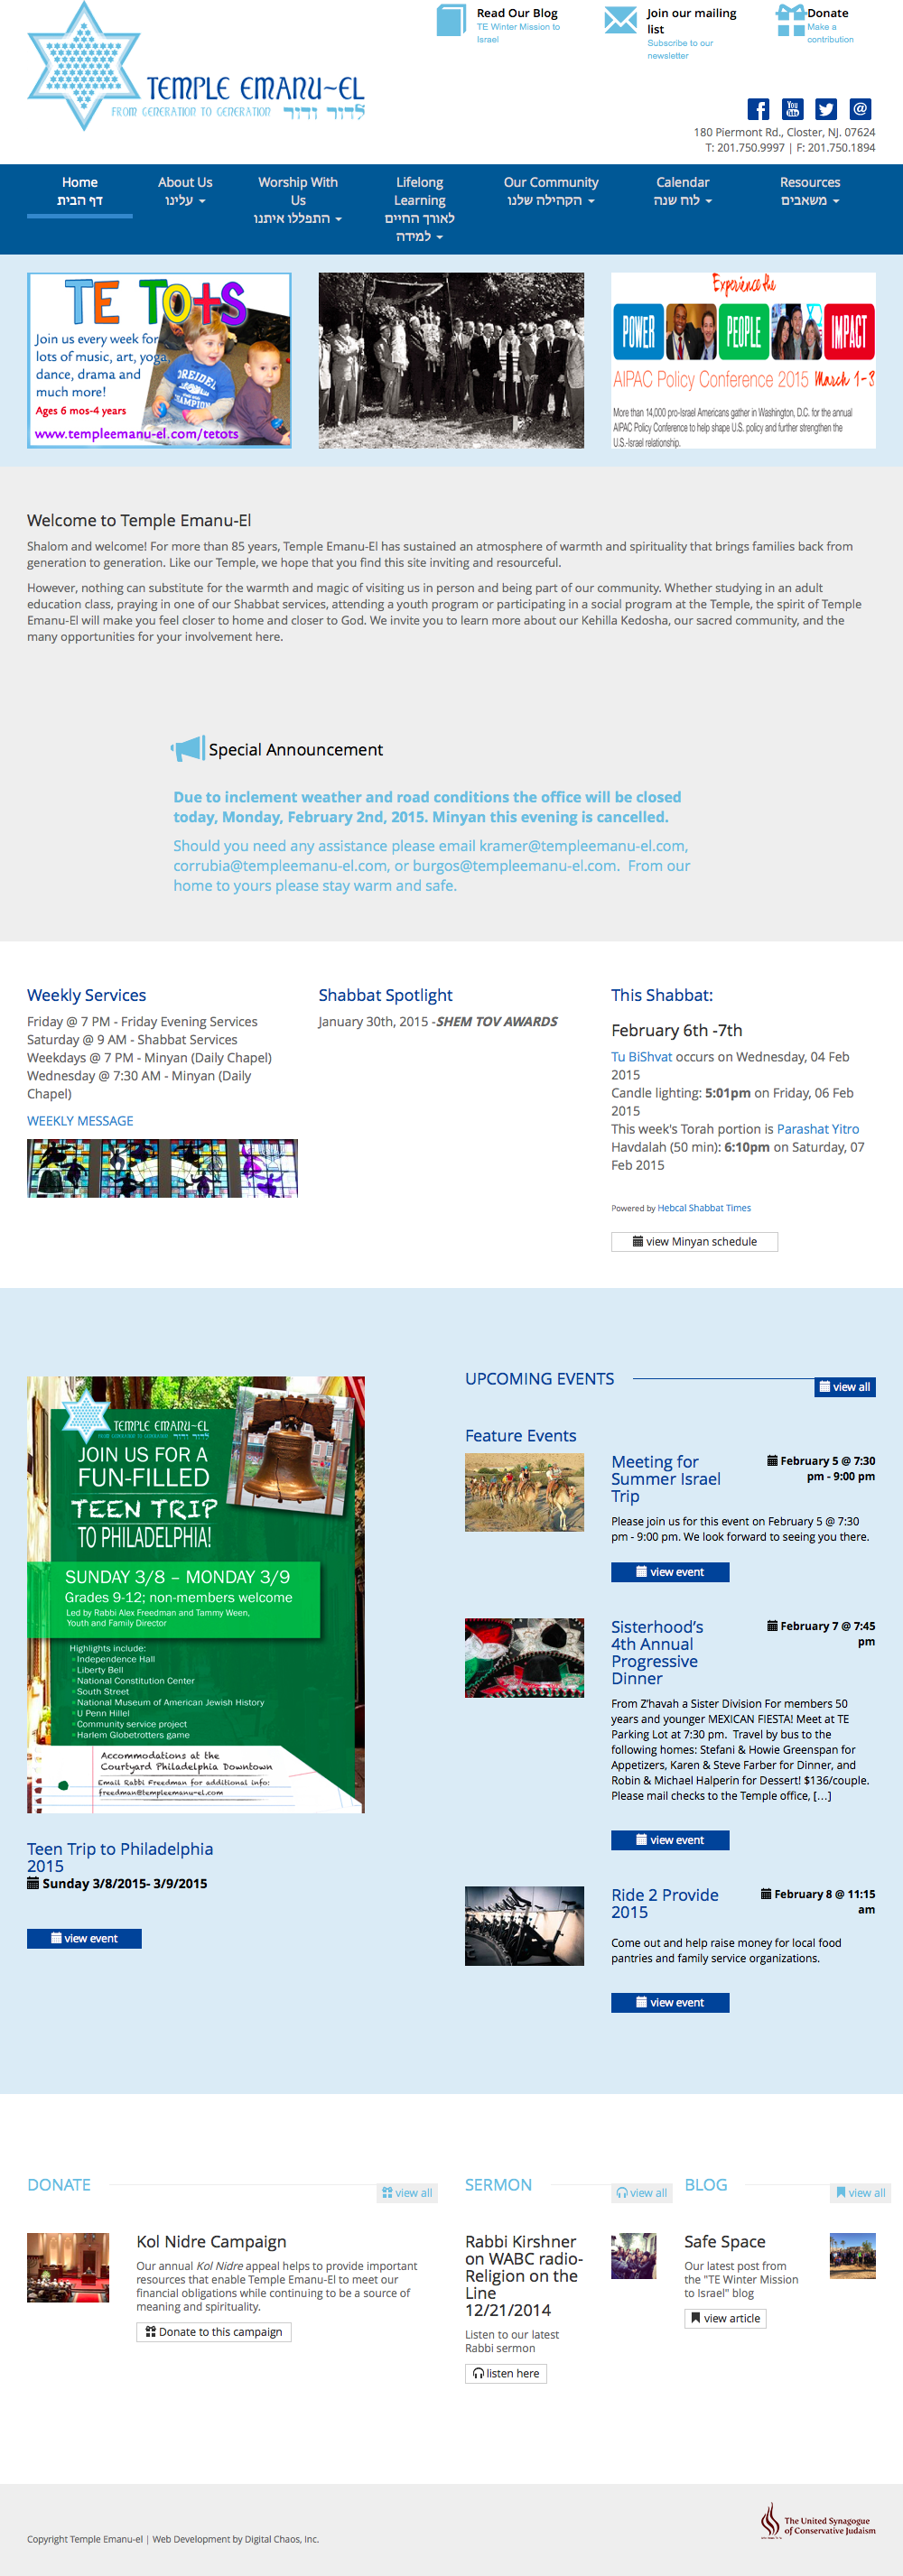 TEMPLE EMANU-EL
FROM GENERATION TO GENERATION לדור ודור
Read Our Blog
TE Winter Mission to
Israel
Join our mailing
list
Subscribe to our
newsletter
Donate
Make a
contribution
180 Piermont Rd., Closter, NJ. 07624
T: 201.750.9997 | F: 201.750.1894
Home
דף הבית
About Us
עלינו
Worship With
Us
התפללו איתנו
Lifelong
Learning
לאורך החיים
למידה
Our Community
הקהילה שלנו
Calendar
לוח שנה
Resources
משאבים
TE TOTS
Join us every week for
lots of music, art, yoga,
dance, drama and
much more!
Ages 6 mos-4 years
www.templeemanu-el.com/tetots
DREIDEL
CHAMPION
Experience the
POWER
PEOPLE
IMPACT
AIPAC Policy Conference 2015 March 1-3
More than 14,000 pro-Israel Americans gather in Washington, D.C. for the annual
AIPAC Policy Conference to help shape U.S. policy and further strengthen the
U.S.-Israel relationship.
Welcome to Temple Emanu-El
Shalom and welcome! For more than 85 years, Temple Emanu-El has sustained an atmosphere of warmth and spirituality that brings families back from
generation to generation. Like our Temple, we hope that you find this site inviting and resourceful.
However, nothing can substitute for the warmth and magic of visiting us in person and being part of our community. Whether studying in an adult
education class, praying in one of our Shabbat services, attending a youth program or participating in a social program at the Temple, the spirit of Temple
Emanu-El will make you feel closer to home and closer to God. We invite you to learn more about our Kehilla Kedosha, our sacred community, and the
many opportunities for your involvement here.
Special Announcement
Due to inclement weather and road conditions the office will be closed
today, Monday, February 2nd, 2015. Minyan this evening is cancelled.
Should you need any assistance please email kramer@templeemanu-el.com,
corrubia@templeemanu-el.com, or burgos@templeemanu-el.com. From our
home to yours please stay warm and safe.
Weekly Services
Friday @ 7 PM - Friday Evening Services
Saturday @ 9 AM - Shabbat Services
Weekdays @ 7 PM - Minyan (Daily Chapel)
Wednesday @ 7:30 AM - Minyan (Daily
Chapel)
WEEKLY MESSAGE
Shabbat Spotlight
January 30th, 2015 -SHEM TOV AWARDS
This Shabbat:
February 6th -7th
Tu BiShvat occurs on Wednesday, 04 Feb
2015
Candle lighting: 5:01pm on Friday, 06 Feb
2015
This week's Torah portion is Parashat Yitro
Havdalah (50 min): 6:10pm on Saturday, 07
Feb 2015
Powered by Hebcal Shabbat Times
view Minyan schedule
TEMPLE EMANU-EL
JOIN US FOR A
FUN-FILLED
TEEN TRIP
TO PHILADELPHIA!
SUNDAY 3/8 – MONDAY 3/9
Grades 9-12; non-members welcome
Led by Rabbi Alex Freedman and Tammy Ween,
Youth and Family Director
Highlights include:
Independence Hall
Liberty Bell
National Constitution Center
South Street
National Museum of American Jewish History
U Penn Hillel
Community service project
Harlem Globetrotters game
Accommodations at the
Courtyard Philadelphia Downtown
Email Rabbi Freedman for additional info:
freedman@templeemanu-el.com
Teen Trip to Philadelphia
2015
Sunday 3/8/2015- 3/9/2015
view event
UPCOMING EVENTS
view all
Feature Events
Meeting for
Summer Israel
Trip
February 5 @ 7:30
pm - 9:00 pm
Please join us for this event on February 5 @ 7:30
pm - 9:00 pm. We look forward to seeing you there.
view event
Sisterhood's
4th Annual
Progressive
Dinner
February 7 @ 7:45
pm
From Z'havah a Sister Division For members 50
years and younger MEXICAN FIESTA! Meet at TE
Parking Lot at 7:30 pm. Travel by bus to the
following homes: Stefani & Howie Greenspan for
Appetizers, Karen & Steve Farber for Dinner, and
Robin & Michael Halperin for Dessert! $136/couple.
Please mail checks to the Temple office, [...]
view event
Ride 2 Provide
2015
February 8 @ 11:15
am
Come out and help raise money for local food
pantries and family service organizations.
view event
DONATE
view all
Kol Nidre Campaign
Our annual Kol Nidre appeal helps to provide important
resources that enable Temple Emanu-El to meet our
financial obligations while continuing to be a source of
meaning and spirituality.
Donate to this campaign
SERMON
view all
Rabbi Kirshner
on WABC radio-
Religion on the
Line
12/21/2014
Listen to our latest
Rabbi sermon
listen here
BLOG
view all
Safe Space
Our latest post from
the "TE Winter Mission
to Israel" blog
view article
Copyright Temple Emanu-el | Web Development by Digital Chaos, Inc.
The United Synagogue
of Conservative Judaism